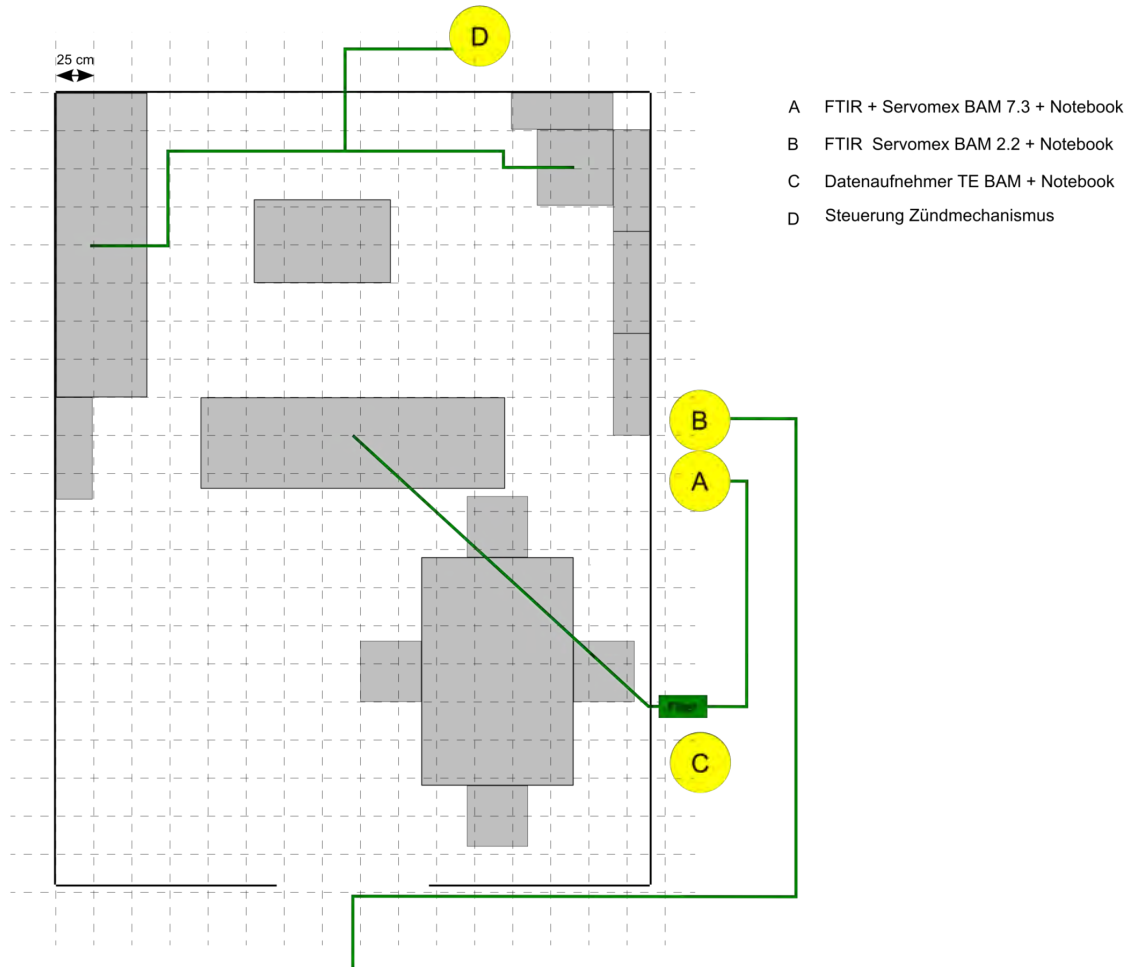 D
25 cm
A FTIR + Servomex BAM 7.3 + Notebook
B FTIR Servomex BAM 2.2 + Notebook
C Datenaufnehmer TE BAM + Notebook
D Steuerung Zündmechanismus
B
A
C